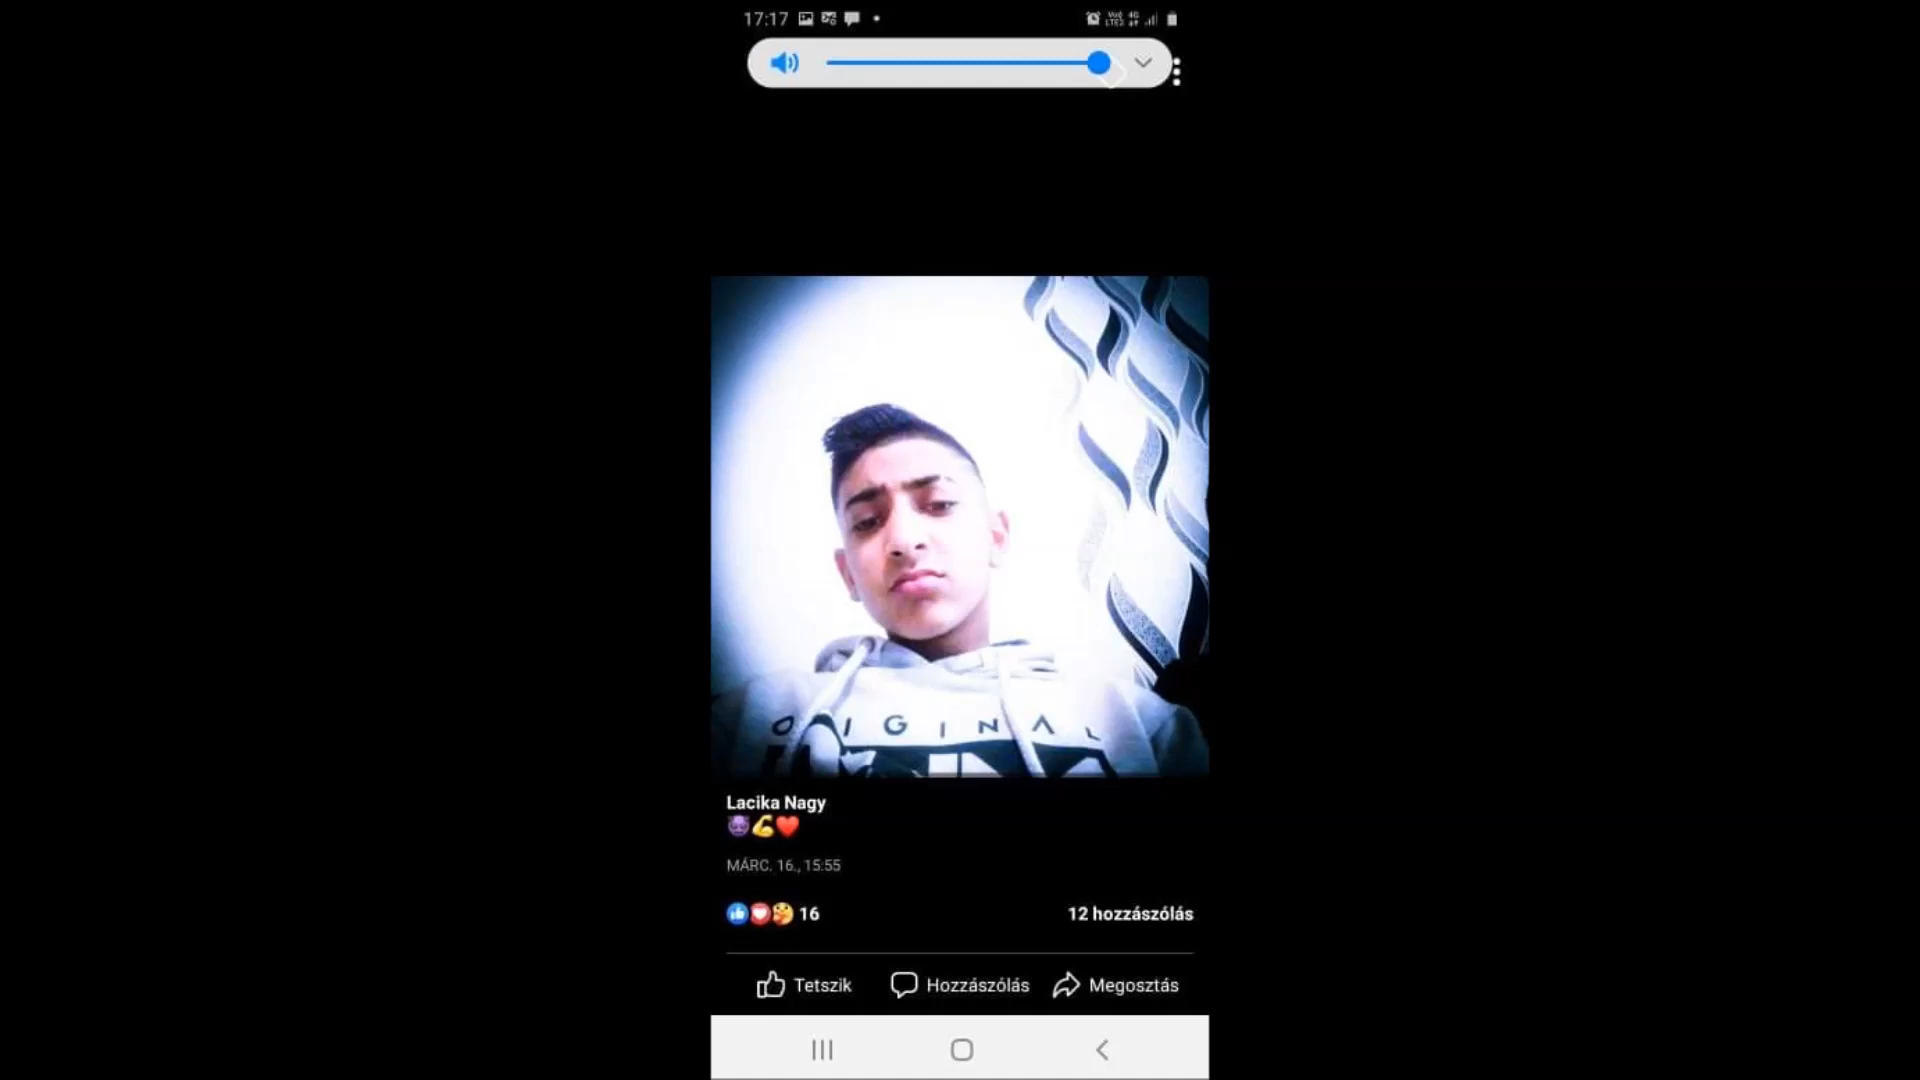 17:17
ORIGINAL
Lacika Nagy
😈💪❤️
MÁRC. 16., 15:55
16
12 hozzászólás
Tetszik
Hozzászólás
Megosztás